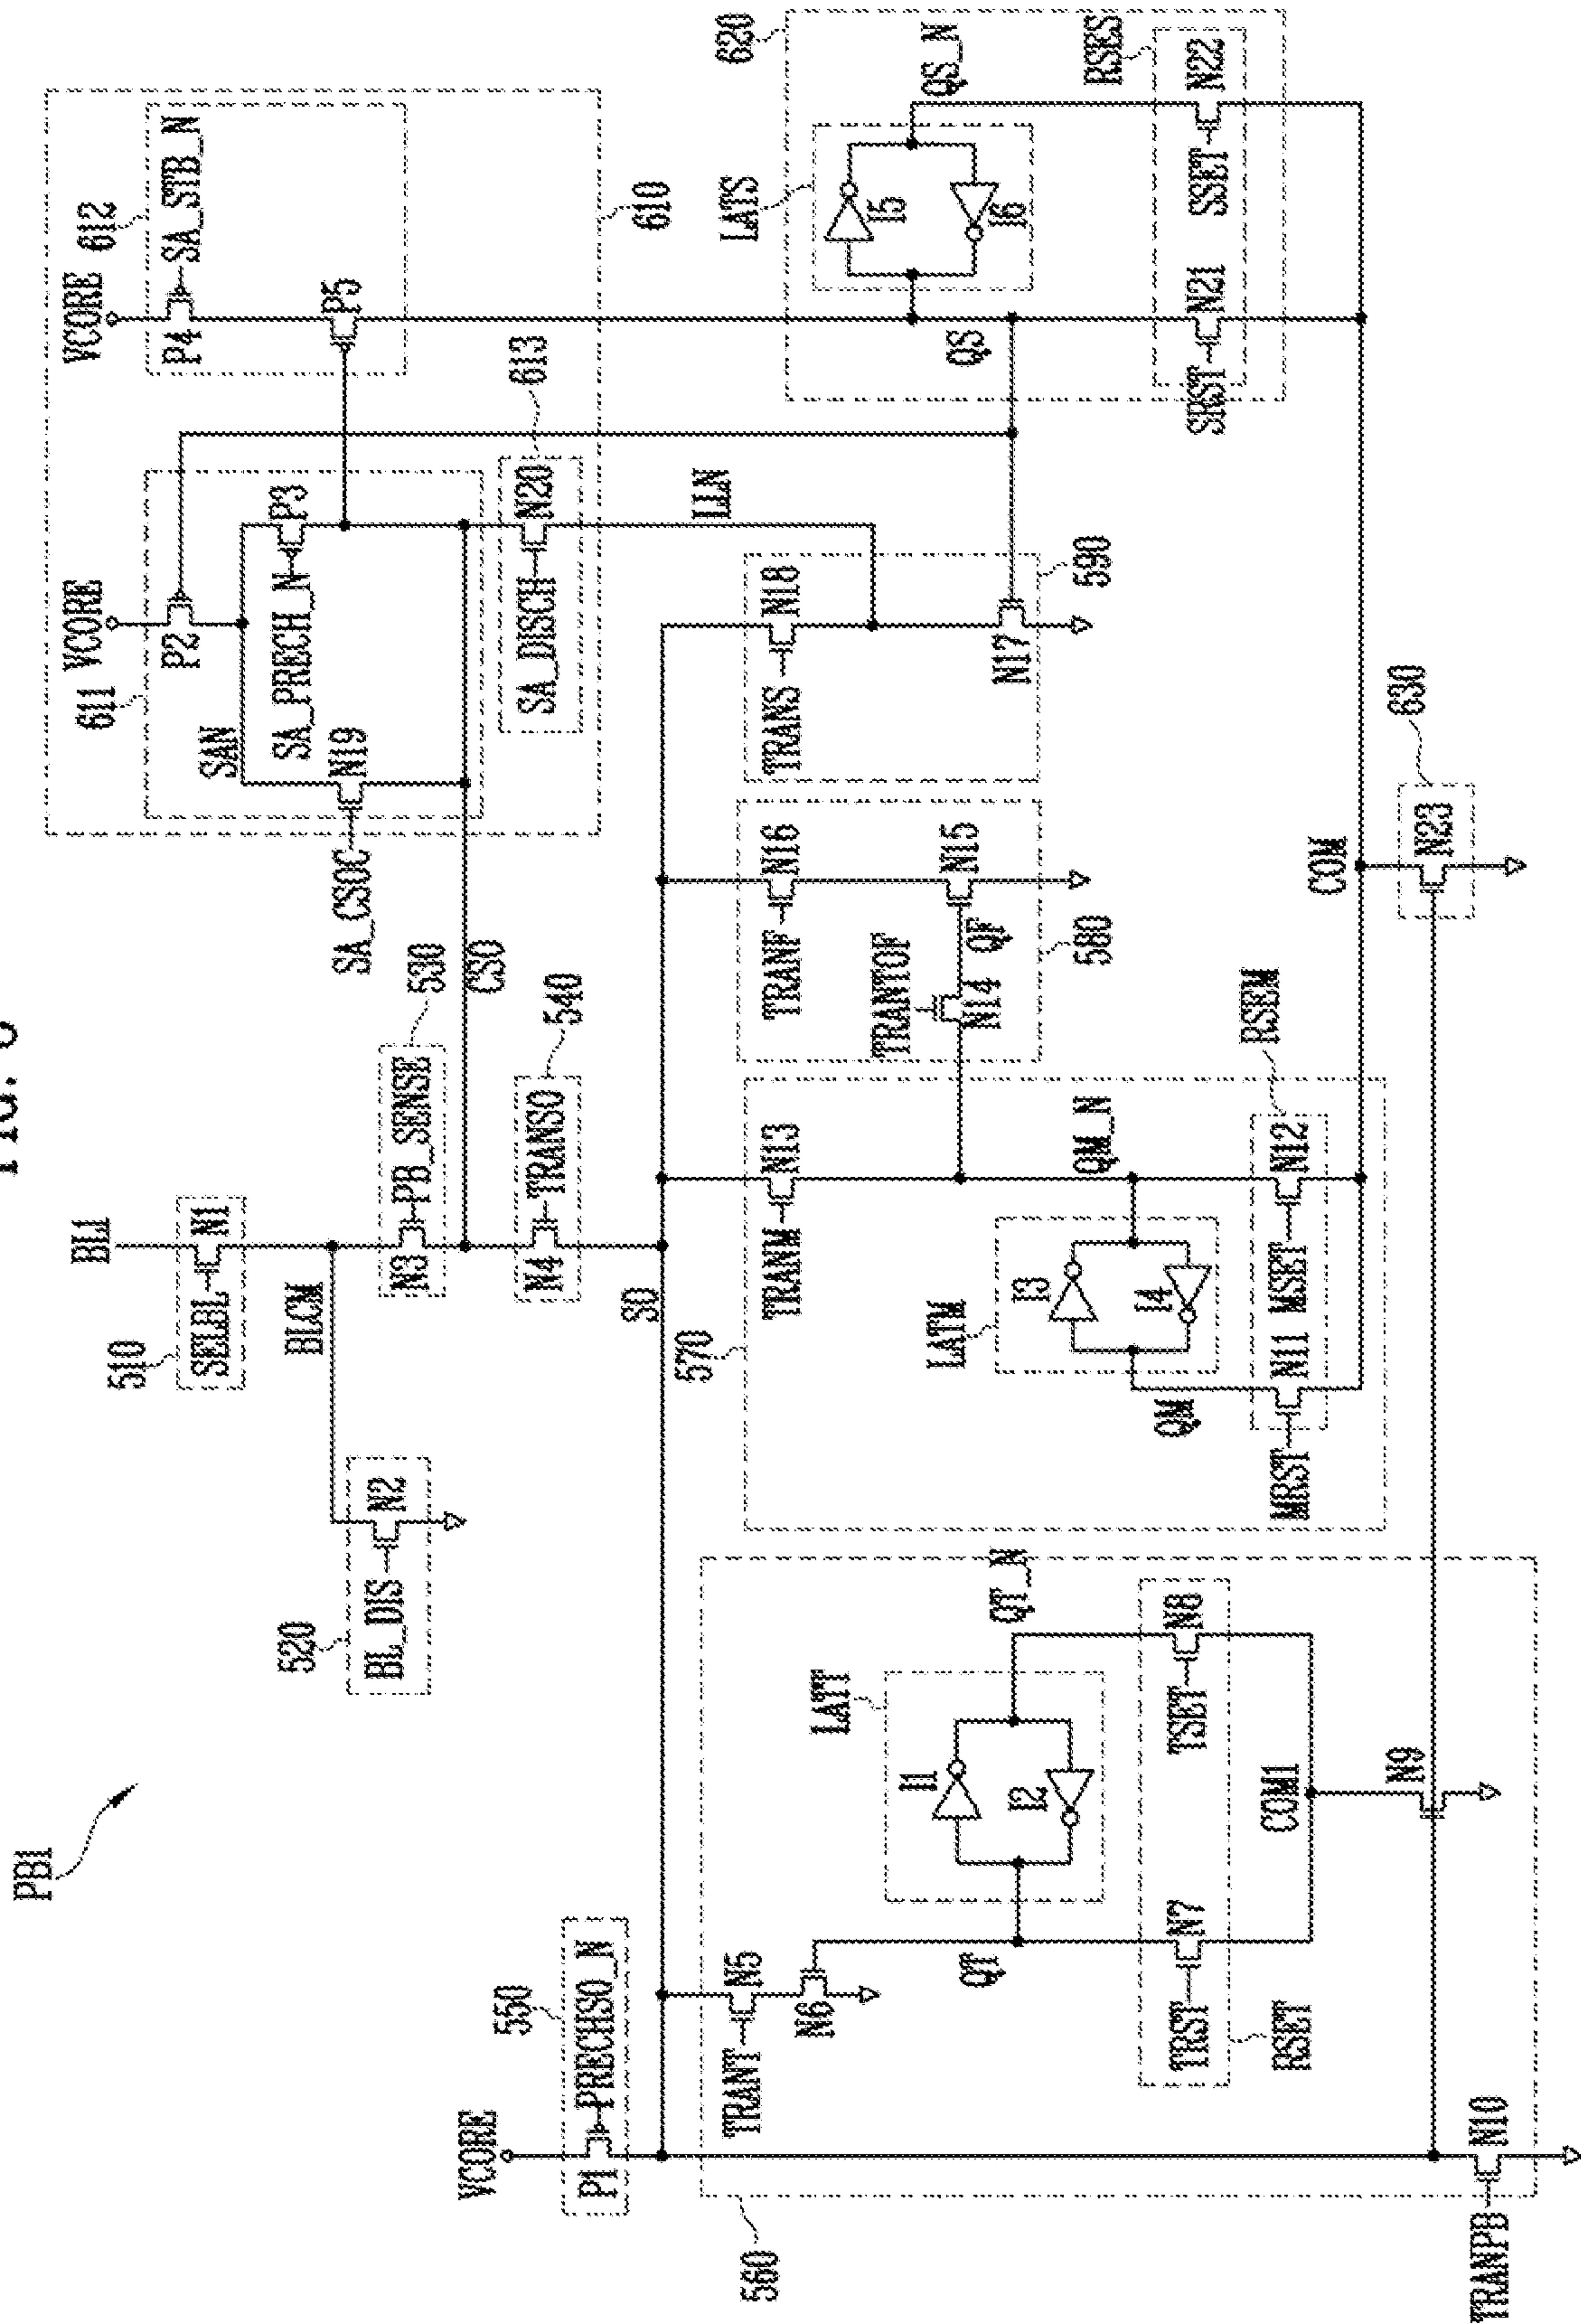 PB1
BL1
510
SELBL
N1
BLCM
520
BL_DIS
N2
N3
PB_SENSE
530
CSO
N4
TRANSO
540
VCORE
550
P1
PRECHSO_N
SO
VCORE
611
P2
SAN
SA_PRECH_N
P3
N19
SA_CSOC
VCORE
612
P4
SA_STB_N
P5
613
SA_DISCH
N20
610
LLN
560
TRANT
N5
N6
LATT
I1
I2
QT
QT_N
TRST
N7
TSET
N8
RSET
COM1
N9
TRANPB
N10
570
TRANM
N13
LATM
I3
I4
QM
QM_N
MRST
N11
MSET
N12
RSEM
TRANF
N16
TRANTOF
N14
QF
N15
580
TRANS
N18
N17
590
620
LATS
I5
I6
QS
QS_N
SRST
N21
SSET
N22
RSES
COM
630
N23